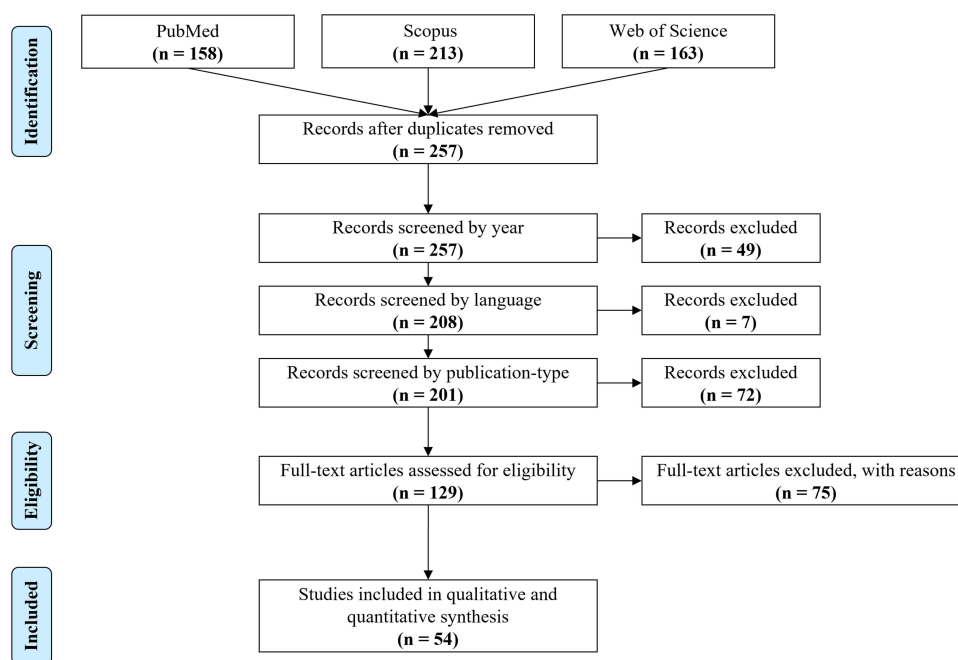 Identification
PubMed
(n = 158)
Scopus
(n = 213)
Web of Science
(n = 163)
Records after duplicates removed
(n = 257)
Screening
Records screened by year
(n = 257)
Records excluded
(n = 49)
Records screened by language
(n = 208)
Records excluded
(n = 7)
Records screened by publication-type
(n = 201)
Records excluded
(n = 72)
Eligibility
Full-text articles assessed for eligibility
(n = 129)
Full-text articles excluded, with reasons
(n = 75)
Included
Studies included in qualitative and
quantitative synthesis
(n = 54)